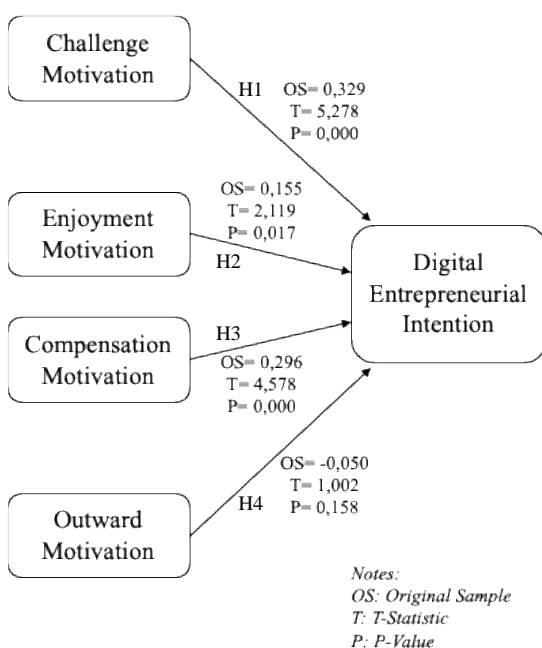 Challenge
Motivation
H1
OS= 0,329
T= 5,278
P= 0,000
Enjoyment
Motivation
OS= 0,155
T= 2,119
P= 0,017
H2
Digital
Entrepreneurial
Intention
Compensation
Motivation
H3
OS= 0,296
T= 4,578
P= 0,000
Outward
Motivation
OS= -0,050
T= 1,002
P= 0,158
H4
Notes:
OS: Original Sample
T: T-Statistic
P: P-Value